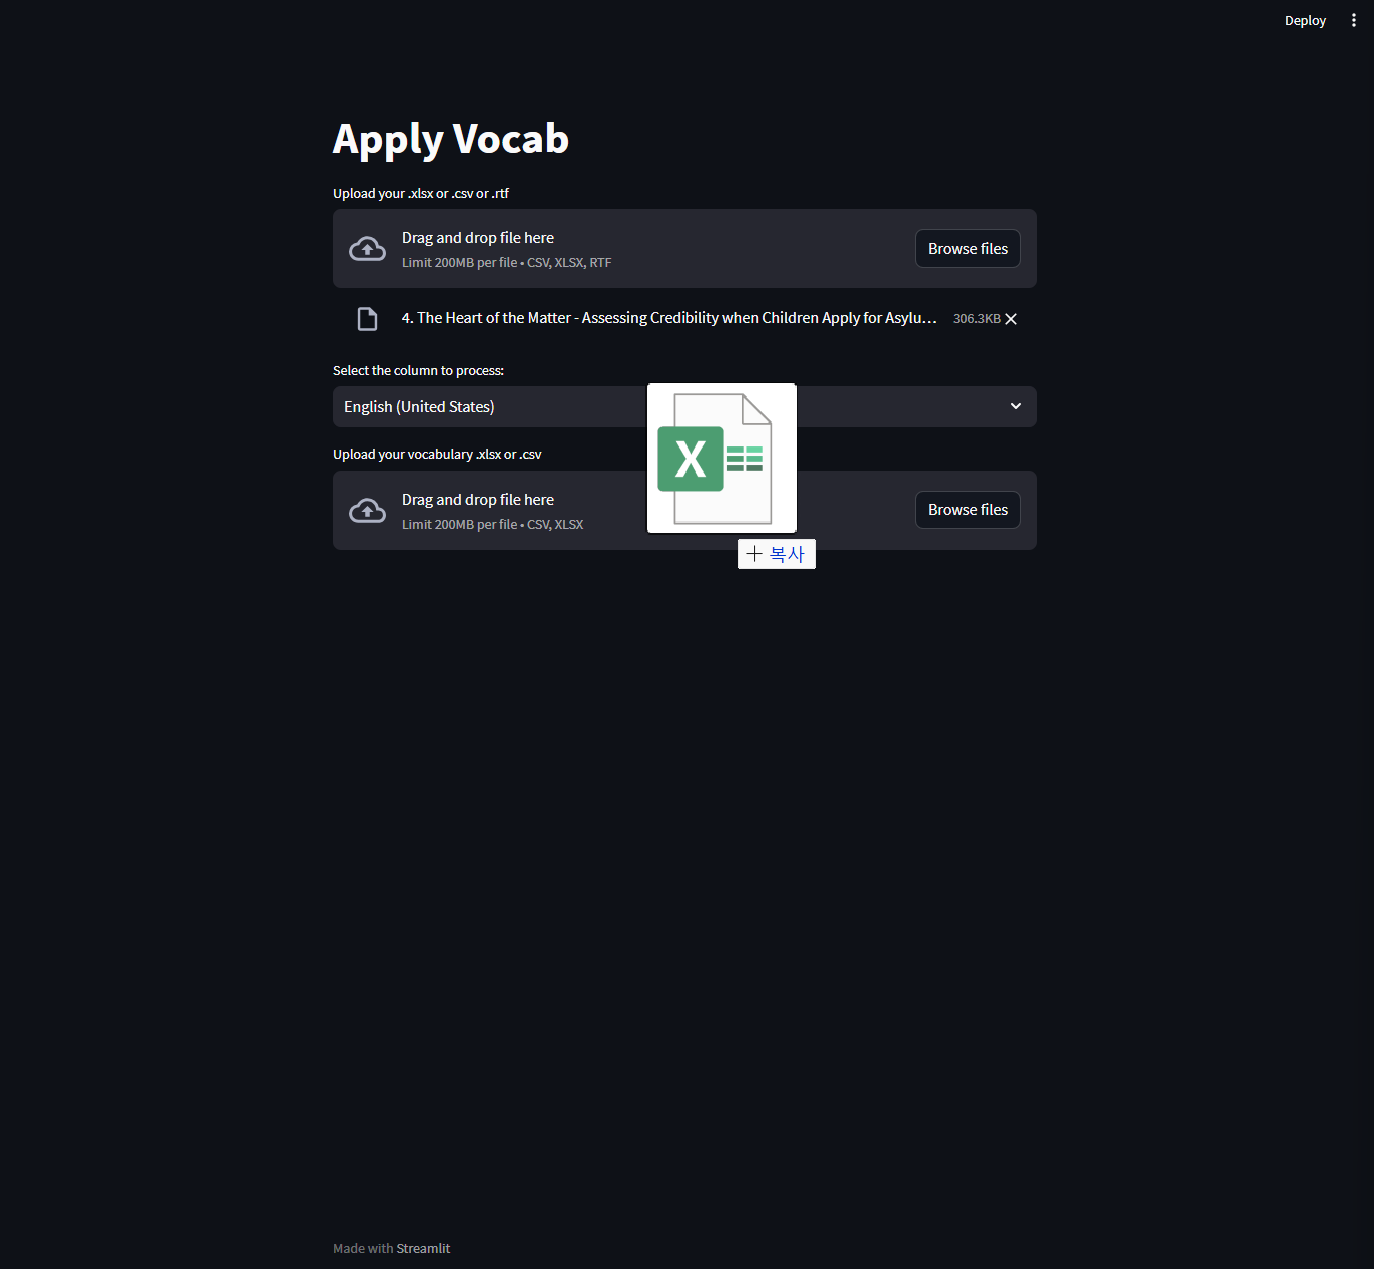 Deploy
Apply Vocab
Upload your .xlsx or .csv or .rtf
Drag and drop file here
Limit 200MB per file • CSV, XLSX, RTF
Browse files
4. The Heart of the Matter - Assessing Credibility when Children Apply for Asylu...
306.3KB
Select the column to process:
English (United States)
X
Upload your vocabulary .xlsx or .csv
Drag and drop file here
Limit 200MB per file • CSV, XLSX
Browse files
+ 복사
Made with Streamlit